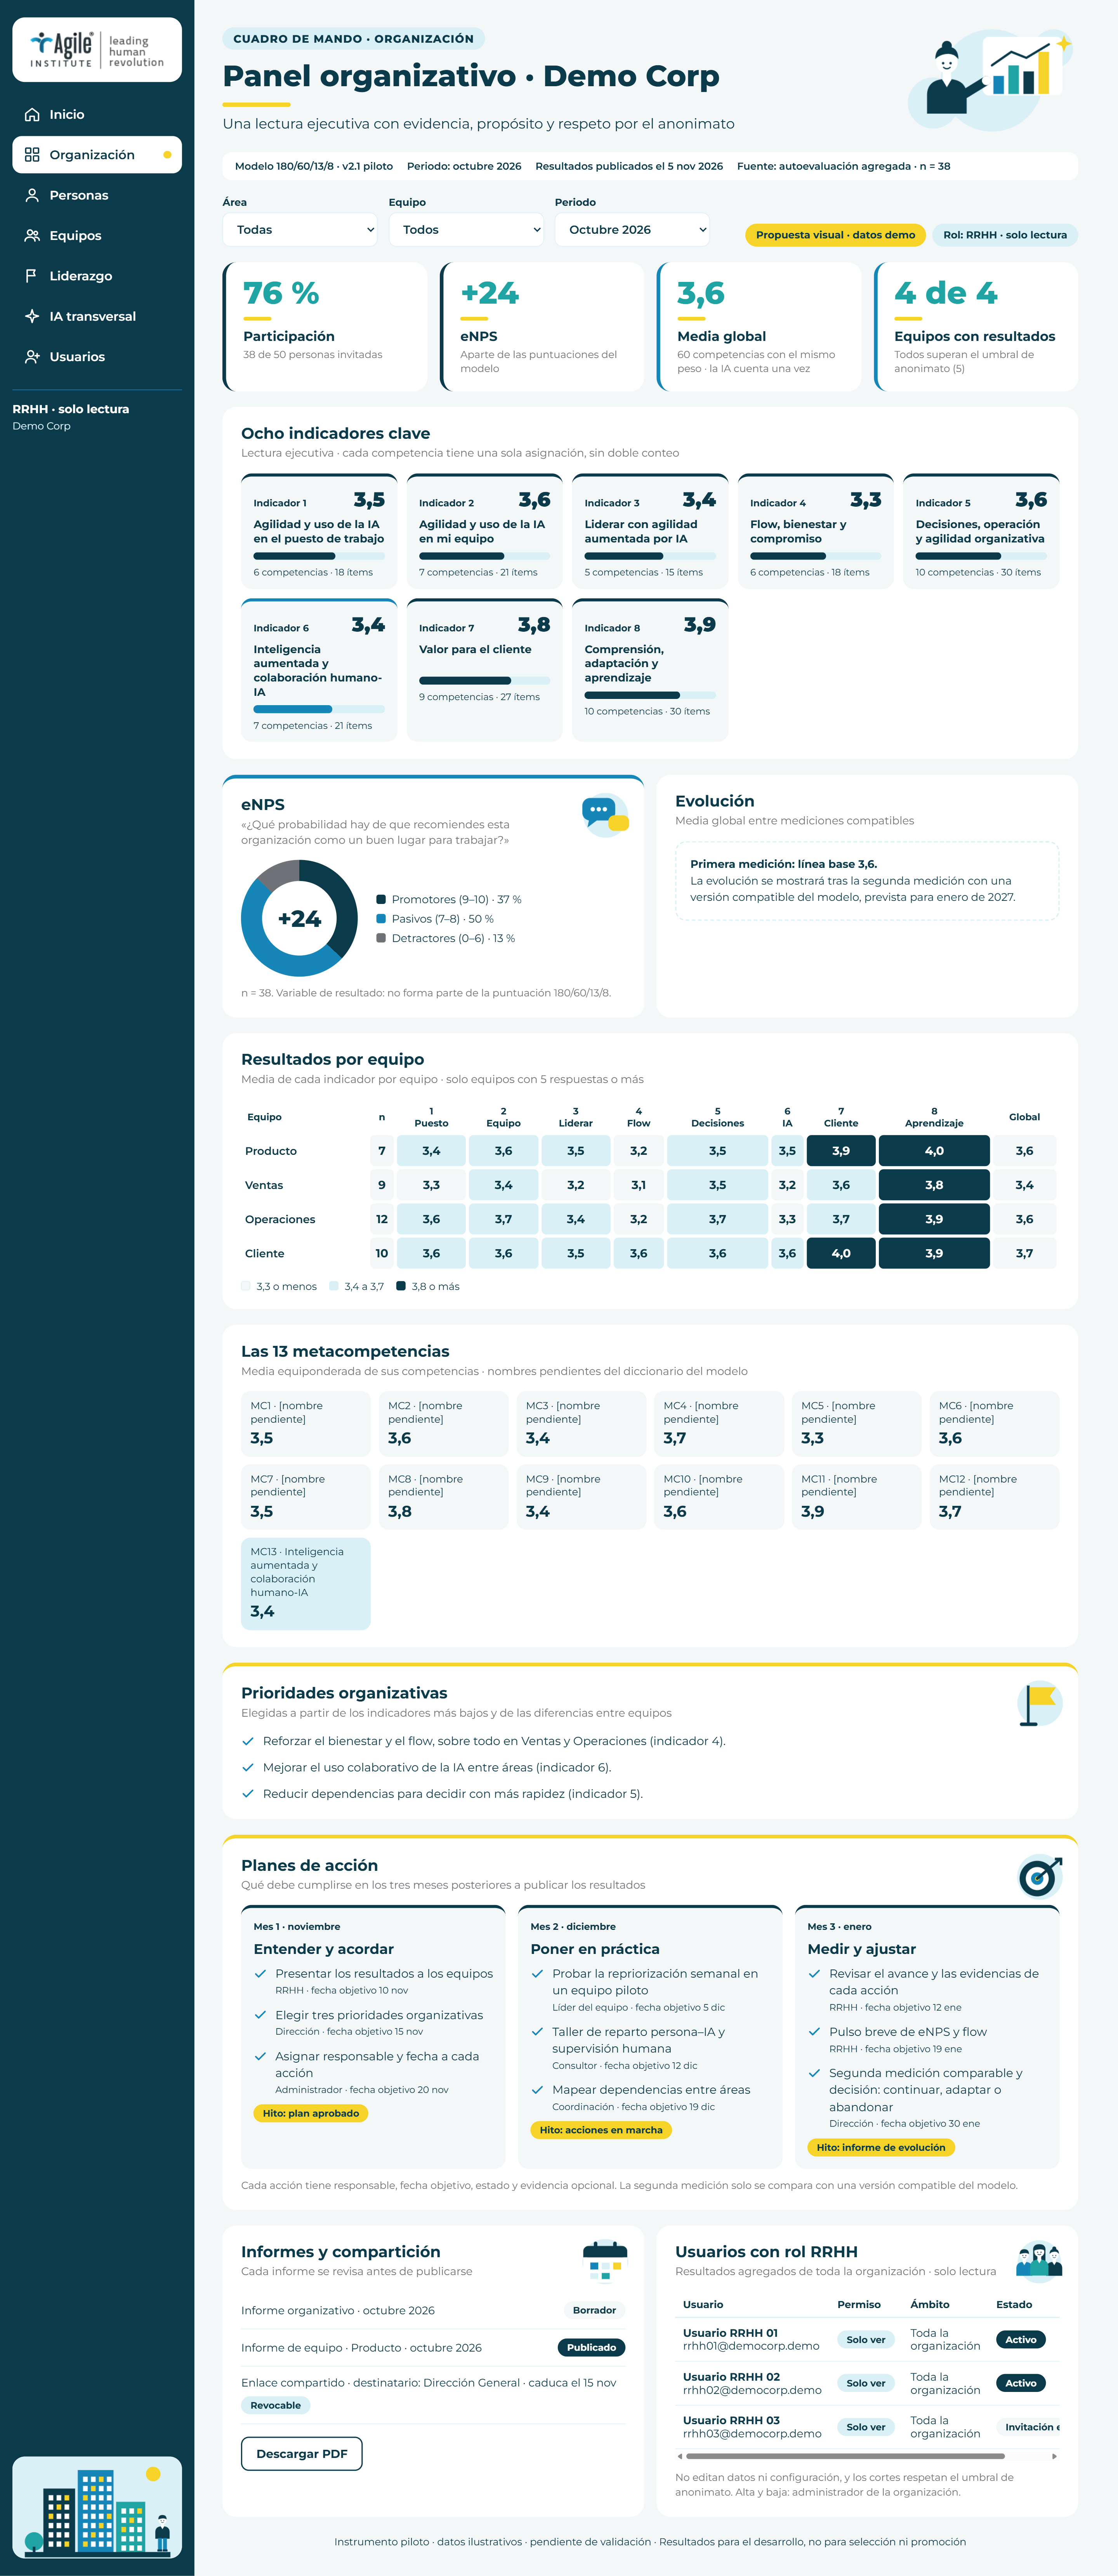 Agile INSTITUTE
leading
human
revolution
Inicio
Organización
Personas
Equipos
Liderazgo
IA transversal
Usuarios
RRHH · solo lectura
Demo Corp
CUADRO DE MANDO · ORGANIZACIÓN
Panel organizativo · Demo Corp
Una lectura ejecutiva con evidencia, propósito y respeto por el anonimato
Modelo 180/60/13/8 · v2.1 piloto Periodo: octubre 2026 Resultados publicados el 5 nov 2026 Fuente: autoevaluación agregada · n = 38
Área
Todas
Equipo
Todos
Periodo
Octubre 2026
Propuesta visual · datos demo
Rol: RRHH · solo lectura
76 %
Participación
38 de 50 personas invitadas
+24
eNPS
Aparte de las puntuaciones del
modelo
3,6
Media global
60 competencias con el mismo
peso · la IA cuenta una vez
4 de 4
Equipos con resultados
Todos superan el umbral de
anonimato (5)
Ocho indicadores clave
Lectura ejecutiva · cada competencia tiene una sola asignación, sin doble conteo
Indicador 1 3,5
Agilidad y uso de la IA
en el puesto de trabajo
6 competencias · 18 ítems
Indicador 2 3,6
Agilidad y uso de la IA
en mi equipo
7 competencias · 21 ítems
Indicador 3 3,4
Liderar con agilidad
aumentada por IA
5 competencias · 15 ítems
Indicador 4 3,3
Flow, bienestar y
compromiso
6 competencias · 18 ítems
Indicador 5 3,6
Decisiones, operación
y agilidad organizativa
10 competencias · 30 ítems
Indicador 6 3,4
Inteligencia
aumentada y
colaboración humano-
IA
7 competencias · 21 ítems
Indicador 7 3,8
Valor para el cliente
9 competencias · 27 ítems
Indicador 8 3,9
Comprensión,
adaptación y
aprendizaje
10 competencias · 30 ítems
eNPS
«¿Qué probabilidad hay de que recomiendes esta
organización como un buen lugar para trabajar?»
+24
Promotores (9–10) · 37 %
Pasivos (7–8) · 50 %
Detractores (0–6) · 13 %
n = 38. Variable de resultado: no forma parte de la puntuación 180/60/13/8.
Evolución
Media global entre mediciones compatibles
Primera medición: línea base 3,6.
La evolución se mostrará tras la segunda medición con una
versión compatible del modelo, prevista para enero de 2027.
Resultados por equipo
Media de cada indicador por equipo · solo equipos con 5 respuestas o más
Equipo n 1 Puesto 2 Equipo 3 Liderar 4 Flow 5 Decisiones 6 IA 7 Cliente 8 Aprendizaje Global
Producto 7 3,4 3,6 3,5 3,2 3,5 3,5 3,9 4,0 3,6
Ventas 9 3,3 3,4 3,2 3,1 3,5 3,2 3,6 3,8 3,4
Operaciones 12 3,6 3,7 3,4 3,2 3,7 3,3 3,7 3,9 3,6
Cliente 10 3,6 3,6 3,5 3,6 3,6 3,6 4,0 3,9 3,7
3,3 o menos 3,4 a 3,7 3,8 o más
Las 13 metacompetencias
Media equiponderada de sus competencias · nombres pendientes del diccionario del modelo
MC1 · [nombre
pendiente]
3,5
MC2 · [nombre
pendiente]
3,6
MC3 · [nombre
pendiente]
3,4
MC4 · [nombre
pendiente]
3,7
MC5 · [nombre
pendiente]
3,3
MC6 · [nombre
pendiente]
3,6
MC7 · [nombre
pendiente]
3,5
MC8 · [nombre
pendiente]
3,8
MC9 · [nombre
pendiente]
3,4
MC10 · [nombre
pendiente]
3,6
MC11 · [nombre
pendiente]
3,9
MC12 · [nombre
pendiente]
3,7
MC13 · Inteligencia
aumentada y
colaboración
humano-IA
3,4
Prioridades organizativas
Elegidas a partir de los indicadores más bajos y de las diferencias entre equipos
Reforzar el bienestar y el flow, sobre todo en Ventas y Operaciones (indicador 4).
Mejorar el uso colaborativo de la IA entre áreas (indicador 6).
Reducir dependencias para decidir con más rapidez (indicador 5).
Planes de acción
Qué debe cumplirse en los tres meses posteriores a publicar los resultados
Mes 1 · noviembre
Entender y acordar
Presentar los resultados a los equipos
RRHH · fecha objetivo 10 nov
Elegir tres prioridades organizativas
Dirección · fecha objetivo 15 nov
Asignar responsable y fecha a cada
acción
Administrador · fecha objetivo 20 nov
Hito: plan aprobado
Mes 2 · diciembre
Poner en práctica
Probar la repriorización semanal en
un equipo piloto
Líder del equipo · fecha objetivo 5 dic
Taller de reparto persona–IA y
supervisión humana
Consultor · fecha objetivo 12 dic
Mapear dependencias entre áreas
Coordinación · fecha objetivo 19 dic
Hito: acciones en marcha
Mes 3 · enero
Medir y ajustar
Revisar el avance y las evidencias de
cada acción
RRHH · fecha objetivo 12 ene
Pulso breve de eNPS y flow
RRHH · fecha objetivo 19 ene
Segunda medición comparable y
decisión: continuar, adaptar o
abandonar
Dirección · fecha objetivo 30 ene
Hito: informe de evolución
Cada acción tiene responsable, fecha objetivo, estado y evidencia opcional. La segunda medición solo se compara con una versión compatible del modelo.
Informes y compartición
Cada informe se revisa antes de publicarse
Informe organizativo · octubre 2026 Borrador
Informe de equipo · Producto · octubre 2026 Publicado
Enlace compartido · destinatario: Dirección General · caduca el 15 nov
Revocable
Descargar PDF
Usuarios con rol RRHH
Resultados agregados de toda la organización · solo lectura
Usuario Permiso Ámbito Estado
Usuario RRHH 01
rrhh01@democorp.demo
Solo ver
Toda la
organización
Activo
Usuario RRHH 02
rrhh02@democorp.demo
Solo ver
Toda la
organización
Activo
Usuario RRHH 03
rrhh03@democorp.demo
Solo ver
Toda la
organización
Invitación e
No editan datos ni configuración, y los cortes respetan el umbral de
anonimato. Alta y baja: administrador de la organización.
Instrumento piloto · datos ilustrativos · pendiente de validación · Resultados para el desarrollo, no para selección ni promoción